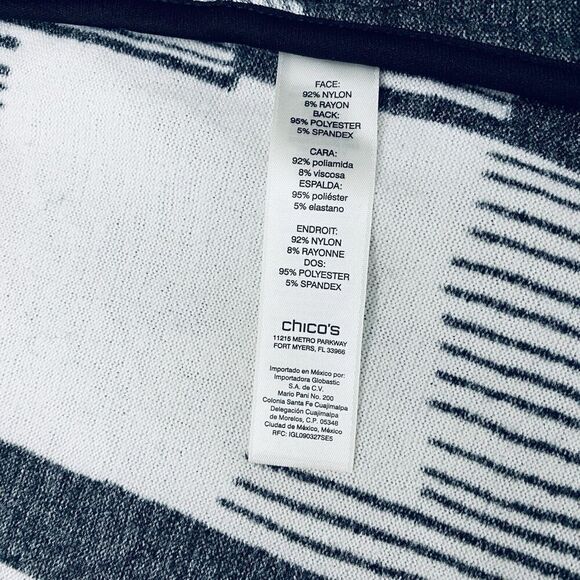 FACE:
92% NYLON
8% RAYON
BACK:
95% POLYESTER
5% SPANDEX
CARA:
92% poliamida
8% viscosa
ESPALDA:
95% poliéster
5% elastano
ENDROIT:
92% NYLON
8% RAYONNE
DOS:
95% POLYESTER
5% SPANDEX
chico's
11215 METRO PARKWAY
FORT MYERS, FL 33966
Importado en México por:
Importadora Globastic
S.A. de C.V.
Mario Pani No. 200
Colonia Santa Fe Cuajimalpa
Delegación Cuajimalpa
de Morelos, C.P. 05348
Ciudad de México, México
RFC: IGL090327SE5